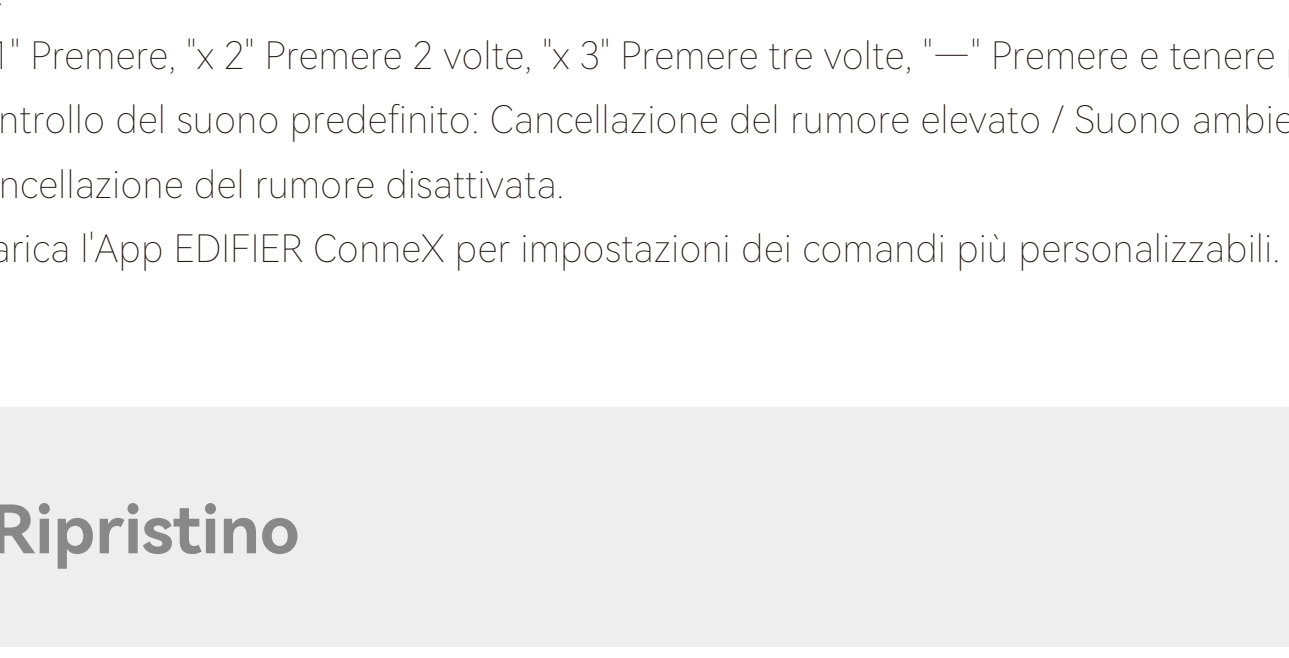 1" Premere, "x 2" Premere 2 volte, "x 3" Premere tre volte, "—" Premere e tenere
ntrollo del suono predefinito: Cancellazione del rumore elevato / Suono ambie
ncellazione del rumore disattivata.
arica l'App EDIFIER ConneX per impostazioni dei comandi più personalizzabili.
Ripristino